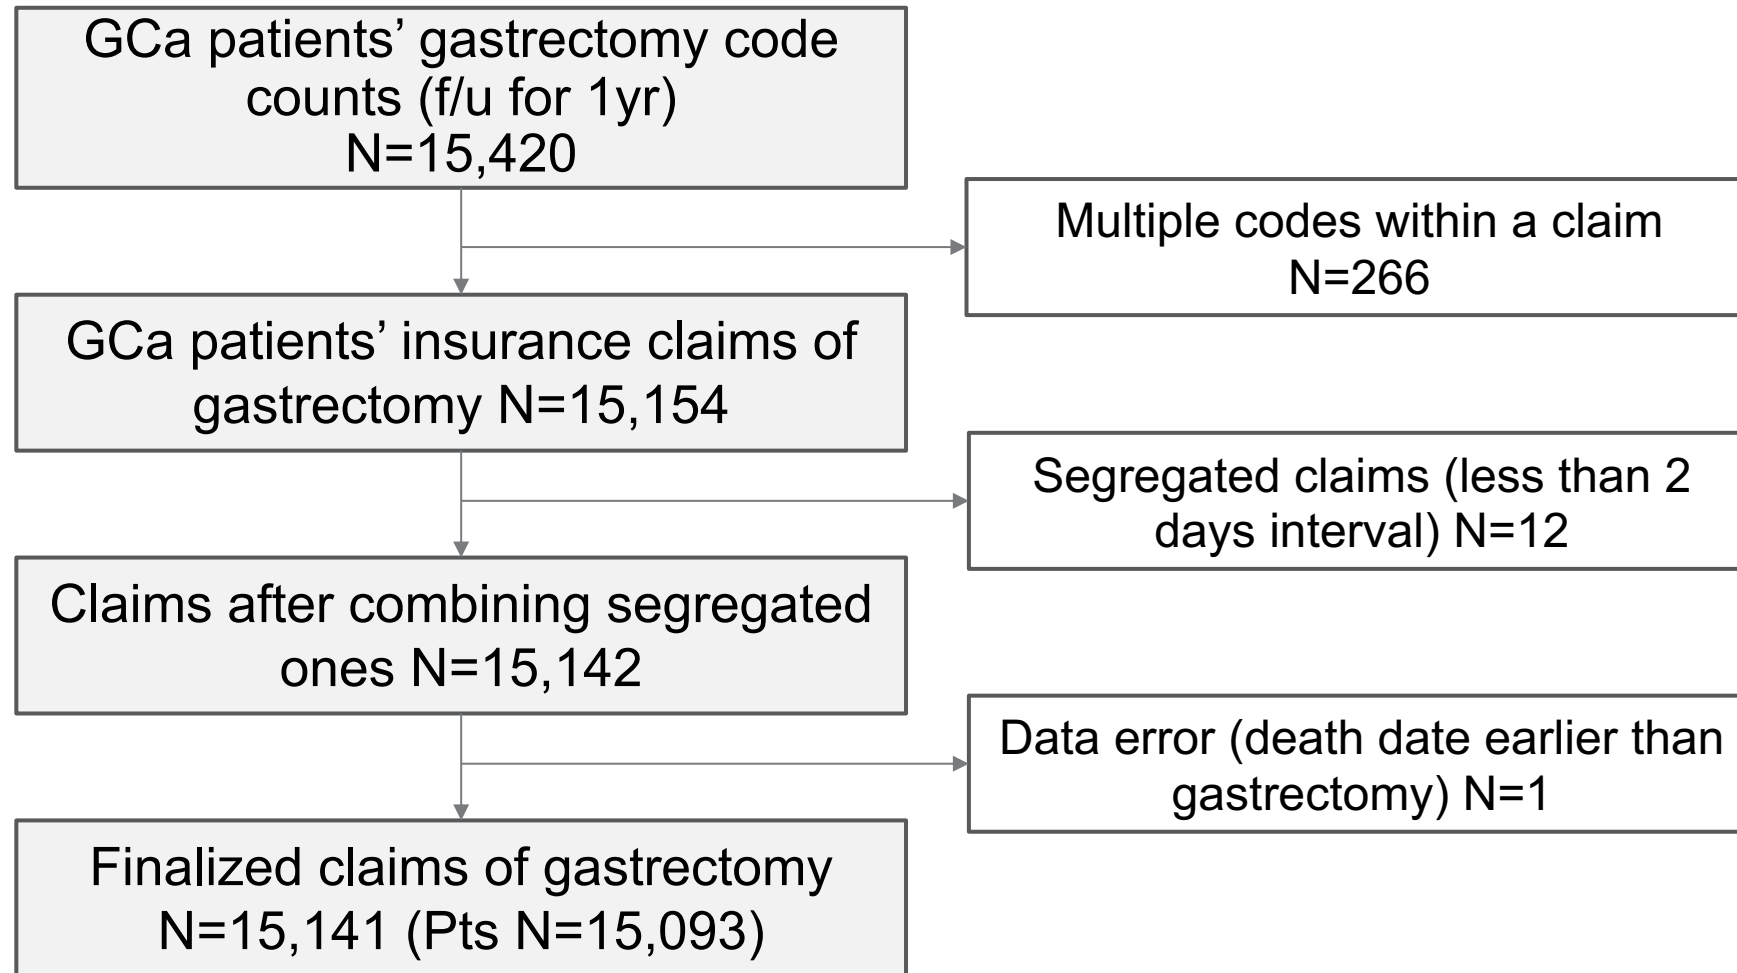 GCa patients’ gastrectomy code
counts (f/u for 1yr)
N=15,420
Multiple codes within a claim
N=266
GCa patients’ insurance claims of
gastrectomy N=15,154
Segregated claims (less than 2
days interval) N=12
Claims after combining segregated
ones N=15,142
Data error (death date earlier than
gastrectomy) N=1
Finalized claims of gastrectomy
N=15,141 (Pts N=15,093)